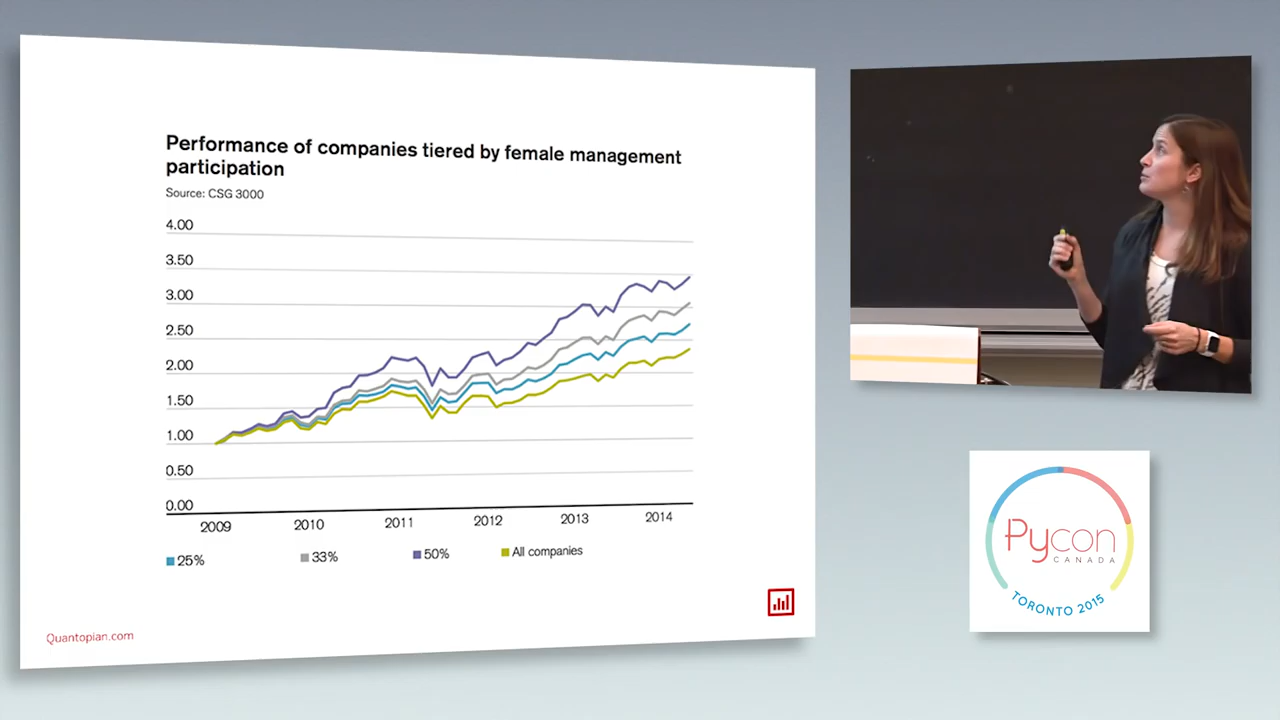 Performance of companies tiered by female management
participation
Source: CSG 3000
4.00
3.50
3.00
2.50
2.00
1.50
1.00
0.50
0.00
2009 2010 2011 2012 2013 2014
25% 33% 50% All companies
Quantopian.com
Pycon
CANADA
TORONTO 2015